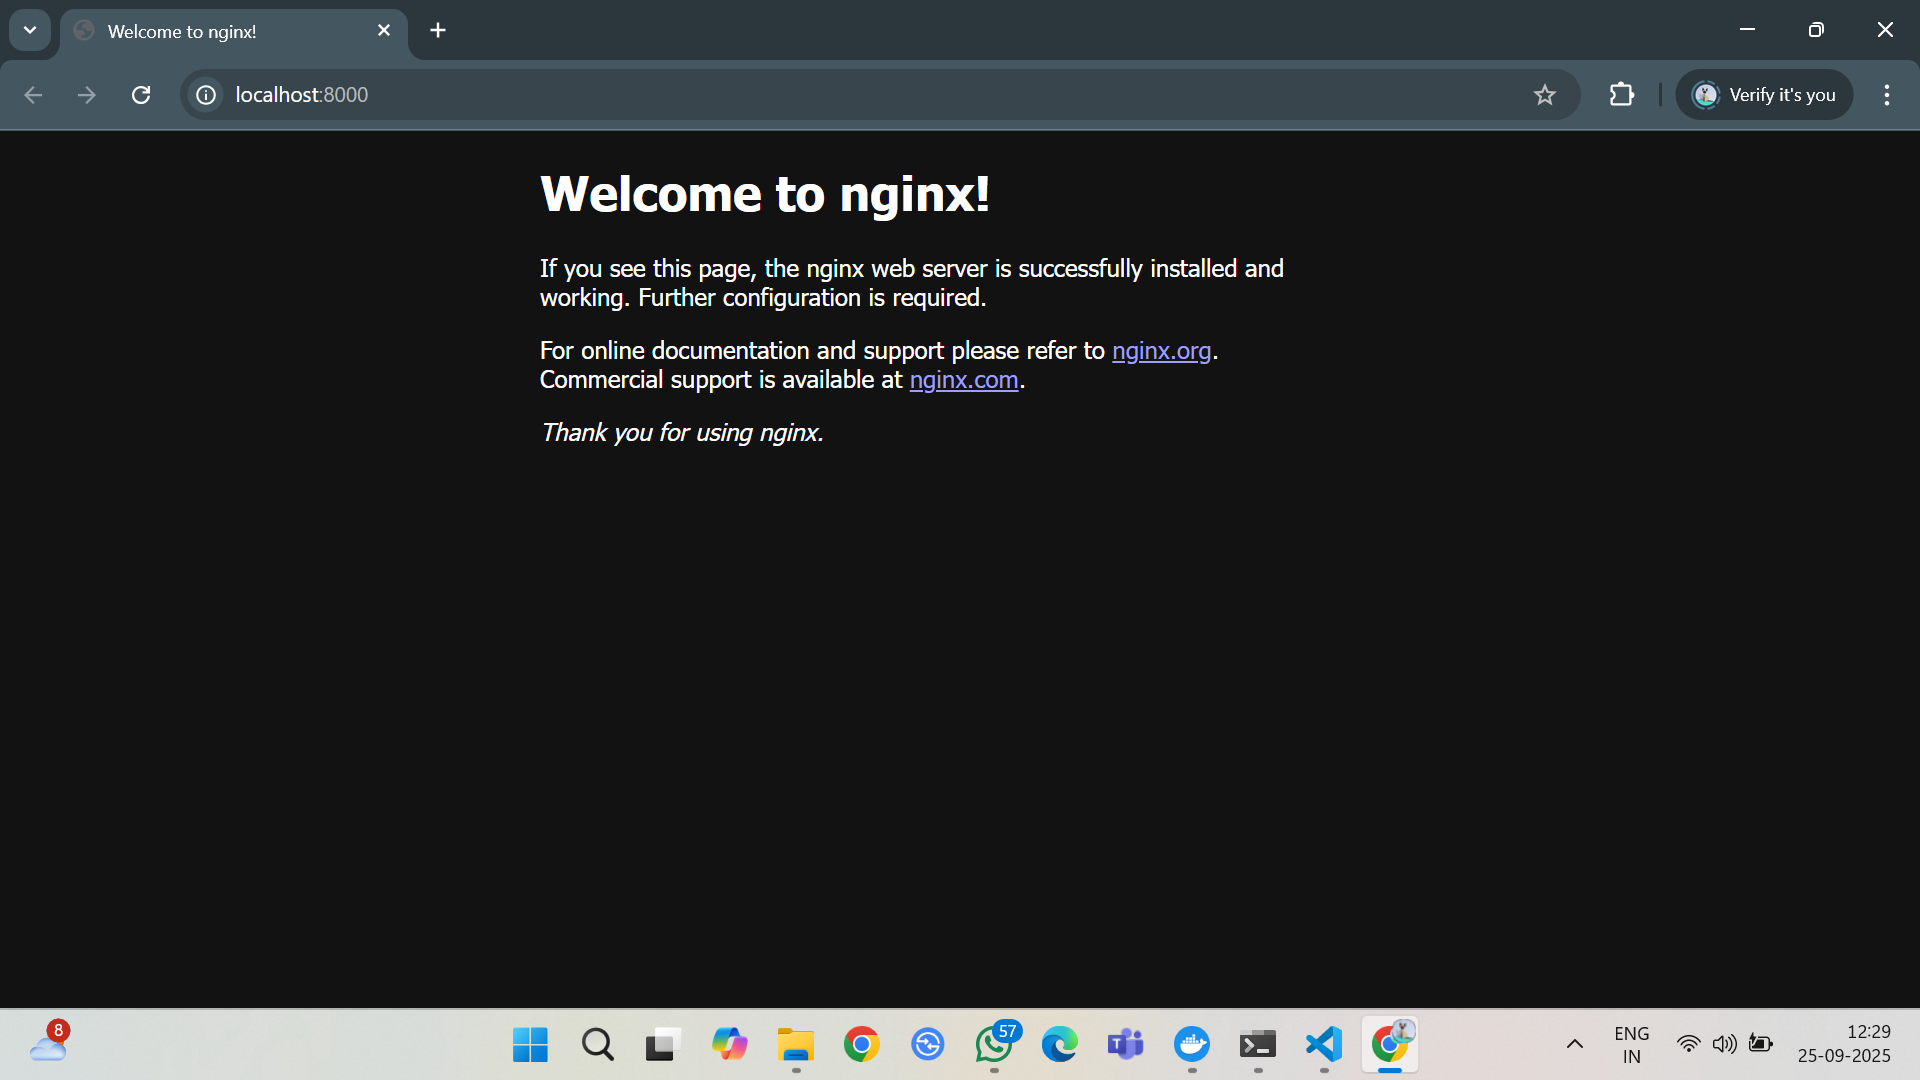 Welcome to nginx!
localhost:8000
Verify it's you
Welcome to nginx!
If you see this page, the nginx web server is successfully installed and
working. Further configuration is required.
For online documentation and support please refer to nginx.org.
Commercial support is available at nginx.com.
Thank you for using nginx.
8
57
T
ENG
IN
12:29
25-09-2025